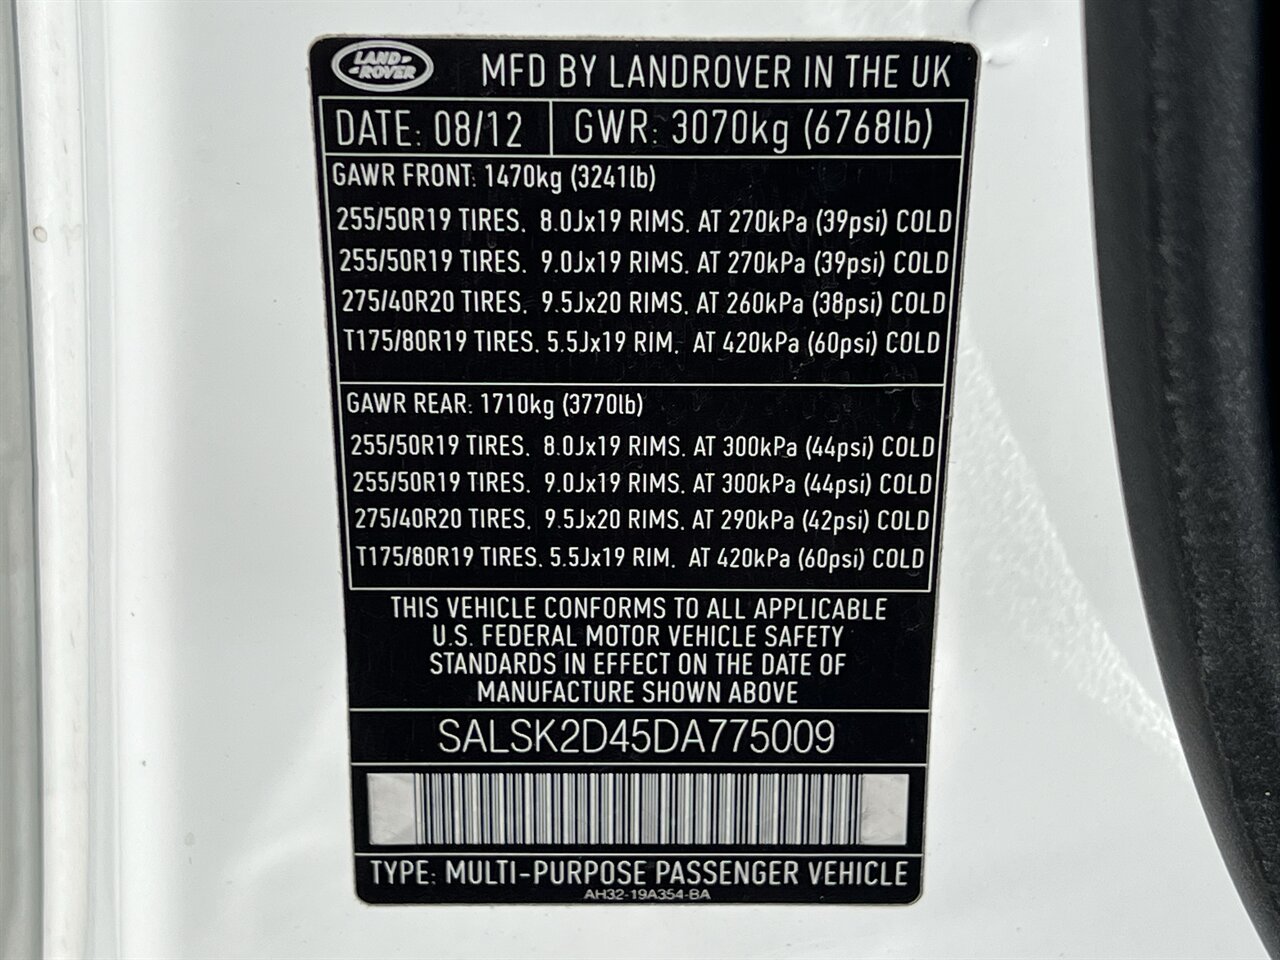 LAND
ROVER
MFD BY LANDROVER IN THE UK
DATE: 08/12
GWR: 3070kg (6768lb)
GAWR FRONT: 1470kg (3241lb)
255/50R19 TIRES. 8.0Jx19 RIMS. AT 270kPa (39psi) COLD
255/50R19 TIRES. 9.0Jx19 RIMS. AT 270kPa (39psi) COLD
275/40R20 TIRES. 9.5Jx20 RIMS. AT 260kPa (38psi) COLD
T175/80R19 TIRES. 5.5Jx19 RIM. AT 420kPa (60psi) COLD
GAWR REAR: 1710kg (3770lb)
255/50R19 TIRES. 8.0Jx19 RIMS. AT 300kPa (44psi) COLD
255/50R19 TIRES. 9.0Jx19 RIMS. AT 300kPa (44psi) COLD
275/40R20 TIRES. 9.5Jx20 RIMS. AT 290kPa (42psi) COLD
T175/80R19 TIRES. 5.5Jx19 RIM. AT 420kPa (60psi) COLD
THIS VEHICLE CONFORMS TO ALL APPLICABLE
U.S. FEDERAL MOTOR VEHICLE SAFETY
STANDARDS IN EFFECT ON THE DATE OF
MANUFACTURE SHOWN ABOVE
SALSK2D45DA775009
TYPE: MULTI-PURPOSE PASSENGER VEHICLE
AH32-19A354-BA